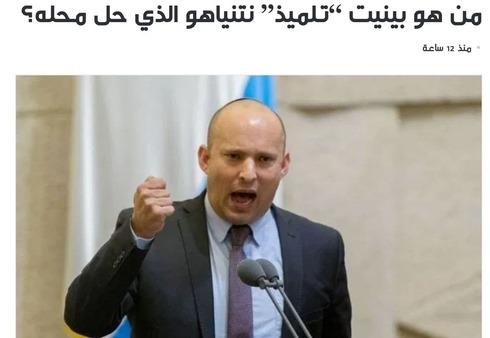 من هو بينيت “تلميذ” نتنياهو الذي حل محله؟
منذ 12 ساعة